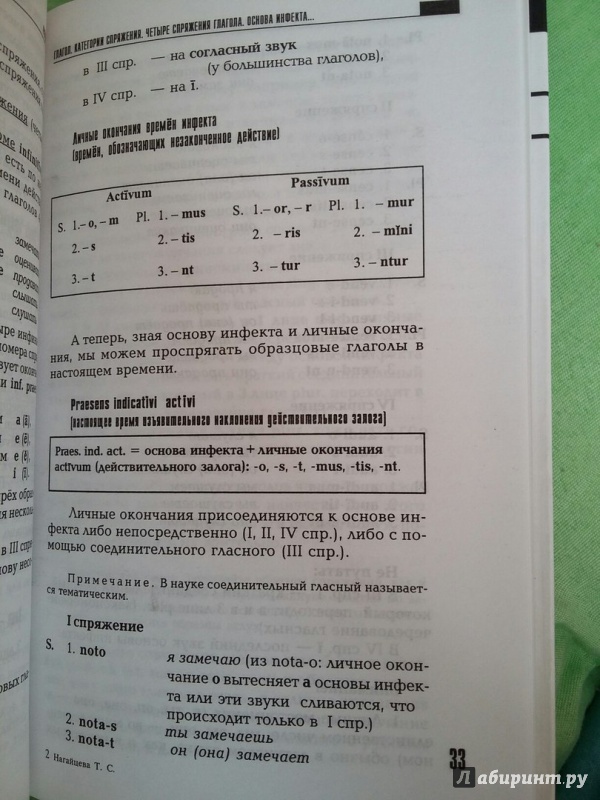 ГЛАГОЛ. КАТЕГОРИИ СПРЯЖЕНИЯ. ЧЕТЫРЕ СПРЯЖЕНИЯ ГЛАГОЛА. ОСНОВА ИНФЕКТА...
в III спр. — на согласный звук
(у большинства глаголов),
в IV спр. — на ī.
Личные окончания времён инфекта
(времён, обозначающих незаконченное действие)
Actīvum Passīvum
S. 1.–o, – m Pl. 1.– mus S. 1.– or, – r Pl. 1. – mur
2.– s 2.– tis 2. – ris 2. – mĭni
3.– t 3. – nt 3. – tur 3. – ntur
А теперь, зная основу инфекта и личные оконча-
ния, мы можем проспрягать образцовые глаголы в
настоящем времени.
Praesens indicatīvi actīvi
(настоящее время изъявительного наклонения действительного залога)
Praes. ind. act. = основа инфекта + личные окончания
actīvum (действительного залога): -o, -s, -t, -mus, -tis, -nt.
Личные окончания присоединяются к основе ин-
фекта либо непосредственно (I, II, IV спр.), либо с по-
мощью соединительного гласного (III спр.).
Примечание. В науке соединительный гласный называет-
ся тематическим.
I спряжение
S. 1. noto я замечаю (из nota-o: личное окон-
чание о вытесняет а основы инфек-
та или эти звуки сливаются, что
происходит только в I спр.)
2. nota-s ты замечаешь
3. nota-t он (она) замечает
2 Нагайцева Т. С.
33
Лабиринт.ру